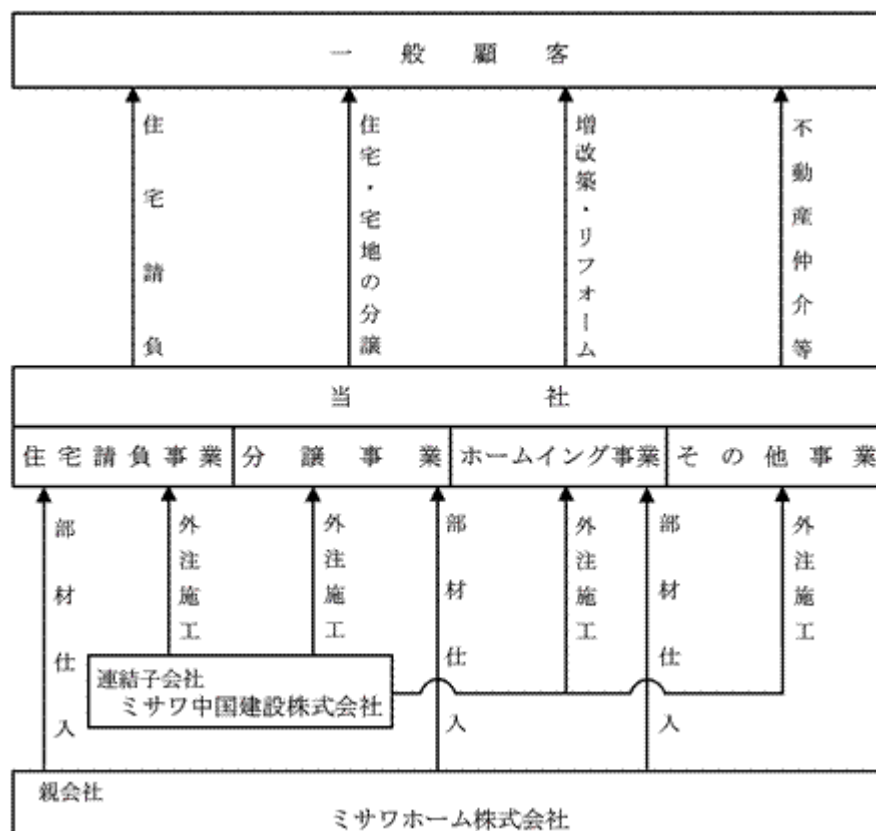 一般顧客
住宅請負
住宅・宅地の分譲
増改築・リフォーム
不動産仲介等
当社
住宅請負事業
分譲事業
ホームイング事業
その他事業
部材仕入
外注施工
外注施工
部材仕入
外注施工
部材仕入
外注施工
連結子会社
ミサワ中国建設株式会社
親会社
ミサワホーム株式会社